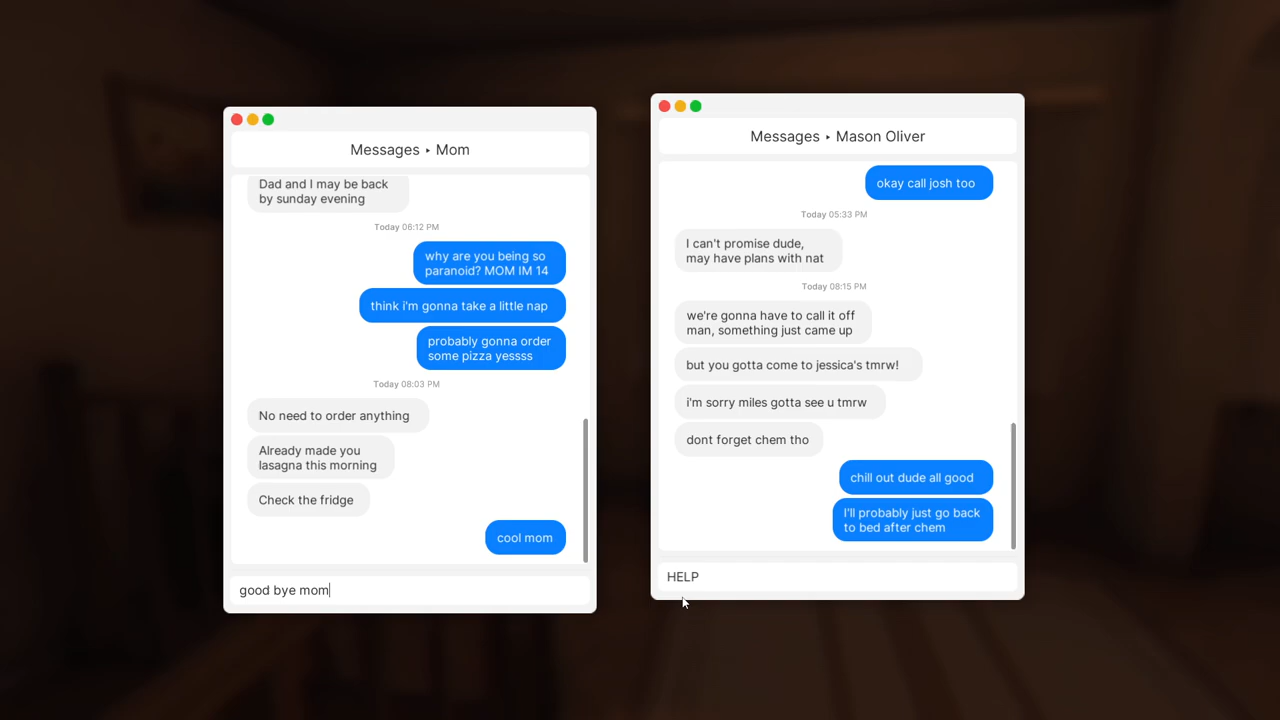 Messages ‣ Mom
Dad and I may be back
by sunday evening
Today 06:12 PM
why are you being so
paranoid? MOM IM 14
think i'm gonna take a little nap
probably gonna order
some pizza yessss
Today 08:03 PM
No need to order anything
Already made you
lasagna this morning
Check the fridge
cool mom
good bye mom
Messages ‣ Mason Oliver
okay call josh too
Today 05:33 PM
I can't promise dude,
may have plans with nat
Today 08:15 PM
we're gonna have to call it off
man, something just came up
but you gotta come to jessica's tmrw!
i'm sorry miles gotta see u tmrw
dont forget chem tho
chill out dude all good
I'll probably just go back
to bed after chem
HELP